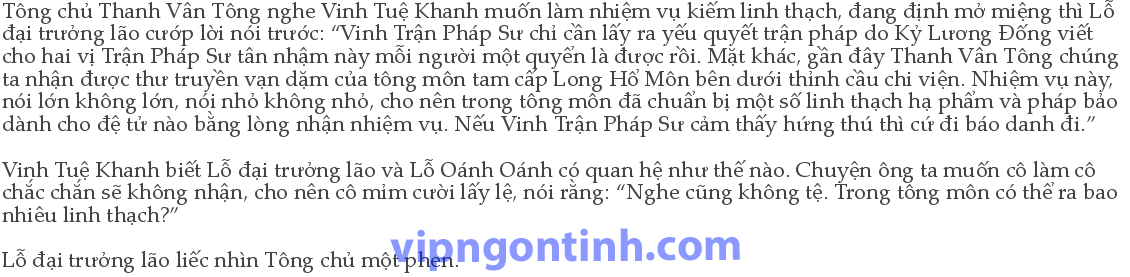 Tông chủ Thanh Vân Tông nghe Vinh Tuệ Khanh muốn làm nhiệm vụ kiếm linh thạch, đang định mở miệng thì Lỗ
đại trưởng lão cướp lời nói trước: “Vinh Trận Pháp Sư chỉ cần lấy ra yếu quyết trận pháp do Kỷ Lương Đống viết
cho hai vị Trận Pháp Sư tân nhậm này mỗi người một quyển là được rồi. Mặt khác, gần đây Thanh Vân Tông chúng
ta nhận được thư truyền vạn dặm của tông môn tam cấp Long Hổ Môn bên dưới thỉnh cầu chi viện. Nhiệm vụ này,
nói lớn không lớn, nói nhỏ không nhỏ, cho nên trong tông môn đã chuẩn bị một số linh thạch hạ phẩm và pháp bảo
dành cho đệ tử nào bằng lòng nhận nhiệm vụ. Nếu Vinh Trận Pháp Sư cảm thấy hứng thú thì cứ đi báo danh đi.”
Vinh Tuệ Khanh biết Lỗ đại trưởng lão và Lỗ Oánh Oánh có quan hệ như thế nào. Chuyện ông ta muốn cô làm cô
chắc chắn sẽ không nhận, cho nên cô mỉm cười lấy lệ, nói rằng: “Nghe cũng không tệ. Trong tông môn có thể ra bao
nhiêu linh thạch?”
Lỗ đại trưởng lão liếc nhìn Tông chủ một phen.
vipngontinh.com